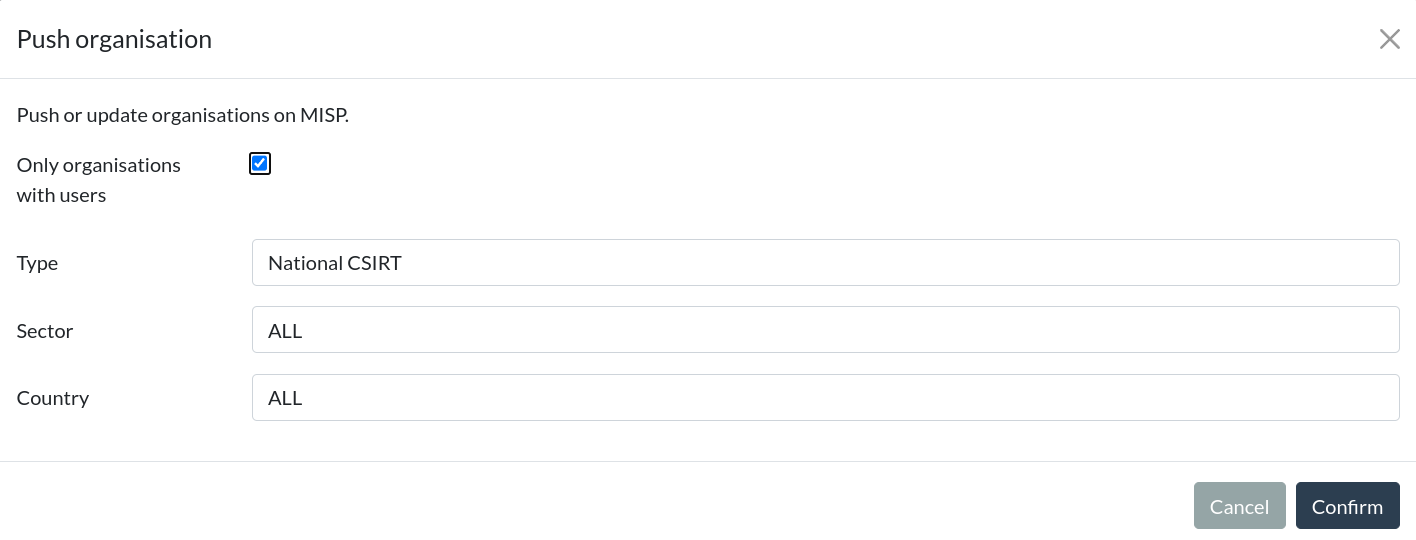 Push organisation
Push or update organisations on MISP.
Only organisations
with users
Type
National CSIRT
Sector
ALL
Country
ALL
Cancel
Confirm